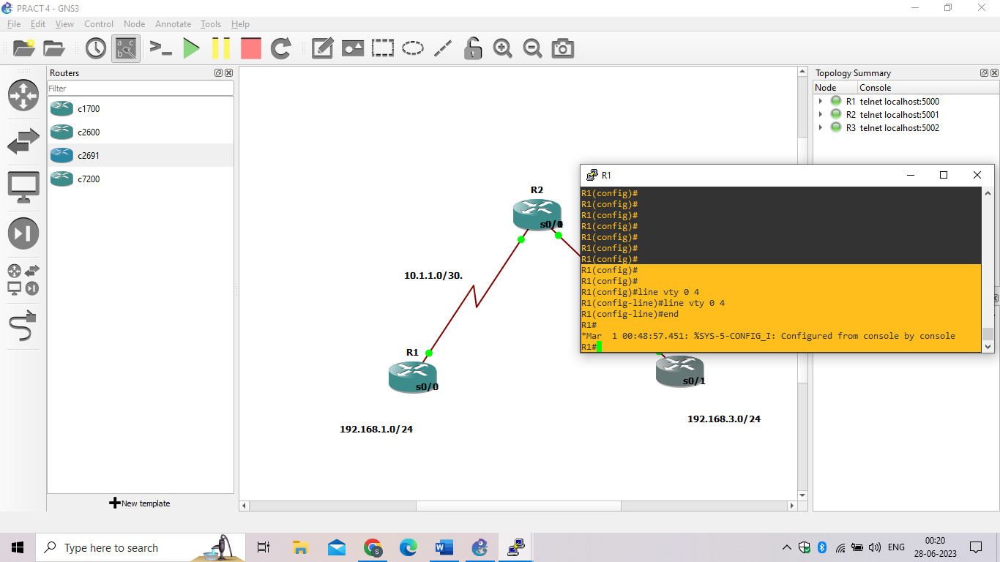 PRACT 4 - GNS3
File Edit View Control Node Annotate Tools Help
Routers
Filter
c1700
c2600
c2691
c7200
New template
R2
s0/0
10.1.1.0/30.
R1
s0/0
192.168.1.0/24
s0/1
192.168.3.0/24
Topology Summary
Node Console
R1 telnet localhost:5000
R2 telnet localhost:5001
R3 telnet localhost:5002
R1
R1(config)#
R1(config)#
R1(config)#
R1(config)#
R1(config)#
R1(config)#
R1(config)#
R1(config)#
R1(config)#
R1(config)#line vty 0 4
R1(config-line)#line vty 0 4
R1(config-line)#end
R1#
*Mar  1 00:48:57.451: %SYS-5-CONFIG_I: Configured from console by console
R1#
Type here to search
ENG
00:20
28-06-2023